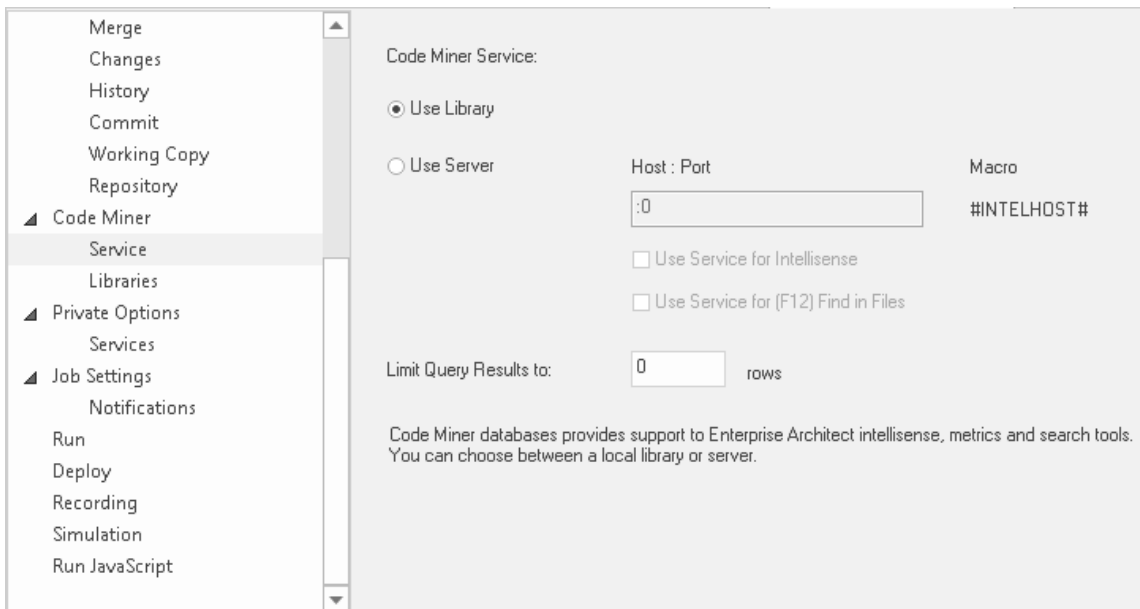 Merge
Changes
History
Commit
Working Copy
Repository
Code Miner
Service
Libraries
Private Options
Services
Job Settings
Notifications
Run
Deploy
Recording
Simulation
Run JavaScript
Code Miner Service:
Use Library
Use Server
Host : Port
Macro
:0
#INTELHOST#
Use Service for Intellisense
Use Service for (F12) Find in Files
Limit Query Results to:
0
rows
Code Miner databases provides support to Enterprise Architect intellisense, metrics and search tools.
You can choose between a local library or server.